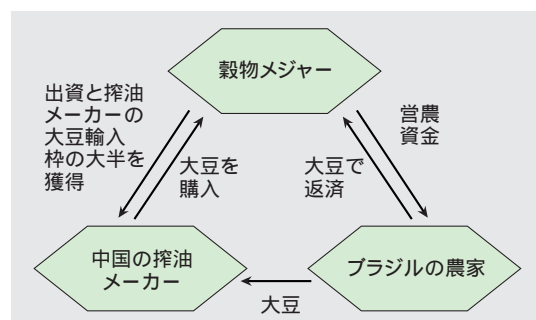 穀物メジャー
出資と搾油
メーカーの
大豆輸入
枠の大半を
獲得
大豆を
購入
大豆で
返済
営農
資金
中国の搾油
メーカー
ブラジルの農家
大豆